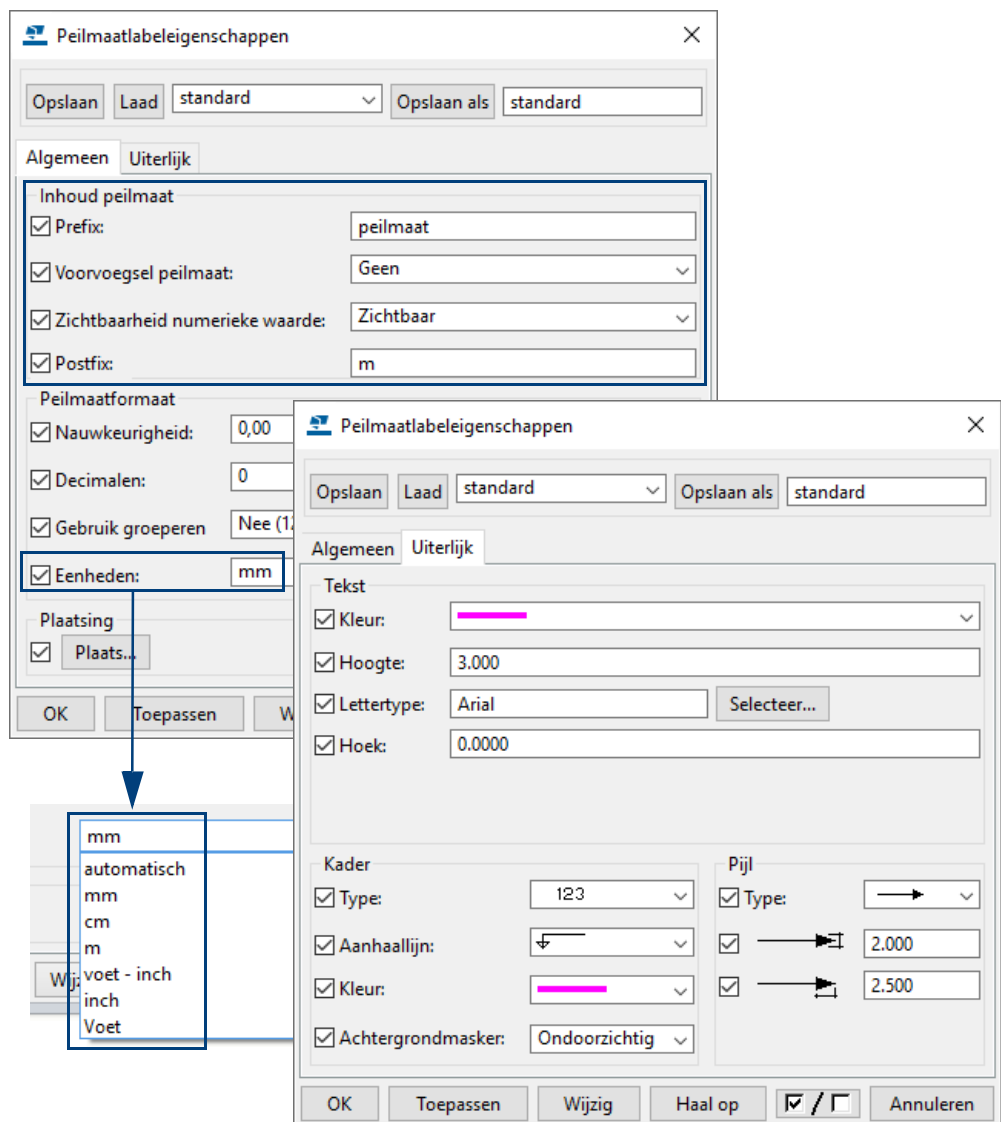 Peilmaatlabeleigenschappen
Opslaan Laad standard Opslaan als standard
Algemeen Uiterlijk
Inhoud peilmaat
Prefix: peilmaat
Voorvoegsel peilmaat: Geen
Zichtbaarheid numerieke waarde: Zichtbaar
Postfix: m
Peilmaatformaat
Nauwkeurigheid: 0,00
Decimalen: 0
Gebruik groeperen Nee (12
Eenheden: mm
Plaatsing
Plaats...
OK Toepassen W
mm
automatisch
mm
cm
m
voet - inch
inch
Voet
Wijz
Peilmaatlabeleigenschappen
Opslaan Laad standard Opslaan als standard
Algemeen Uiterlijk
Tekst
Kleur:
Hoogte: 3.000
Lettertype: Arial Selecteer...
Hoek: 0.0000
Kader
Type: 123
Aanhaallijn:
Kleur:
Achtergrondmasker: Ondoorzichtig
Pijl
Type:
2.000
2.500
OK Toepassen Wijzig Haal op / Annuleren